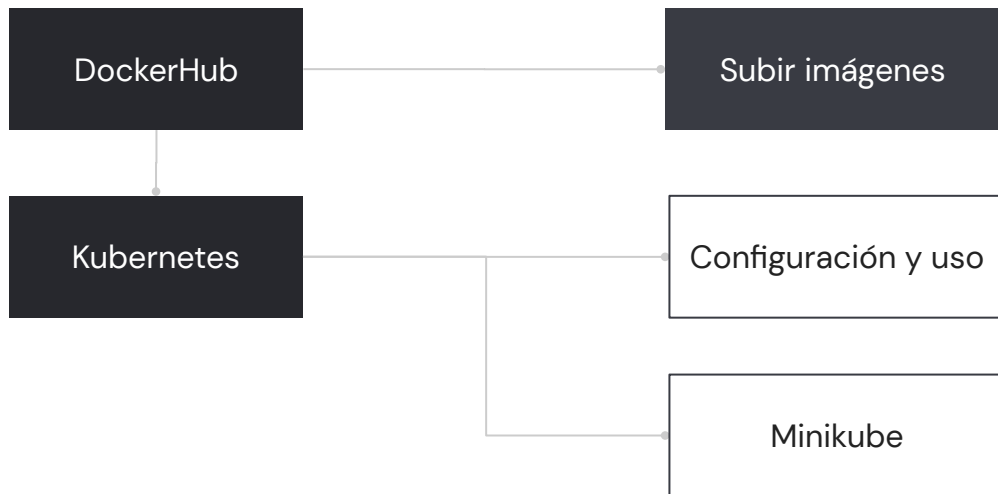 DockerHub
Subir imágenes
Kubernetes
Configuración y uso
Minikube